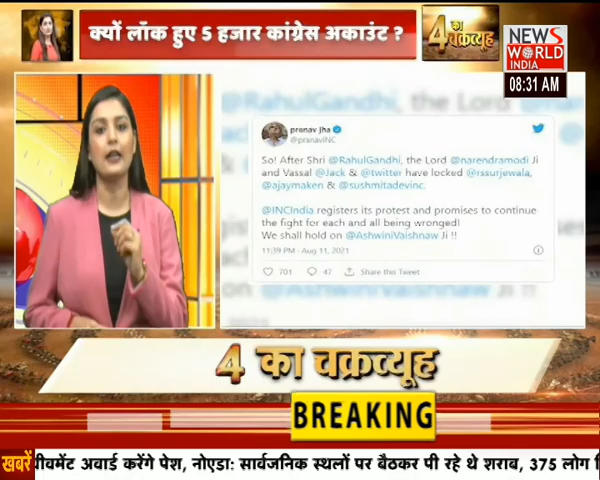 क्यों लॉक हुए 5 हजार कांग्रेस अकाउंट ?
4 का चक्रव्यूह
NEWS
WORLD
INDIA
08:31 AM
@RahulGandhi, the Lord
pranav jha
@pranavINC
So! After Shri @RahulGandhi, the Lord @narendramodi Ji
and Vassal @Jack & @twitter have locked @rssurjewala,
@ajaymaken & @sushmitadevinc.
@INCIndia registers its protest and promises to continue
the fight for each and all being wronged!
We shall hold on @AshwiniVaishnaw Ji !!
11:39 PM - Aug 11, 2021
701 47 Share this Tweet
4 का चक्रव्यूह
BREAKING
खबरें पीवमेंट अवार्ड करेंगे पेश, नोएडा: सार्वजनिक स्थलों पर बैठकर पी रहे थे शराब, 375 लोग